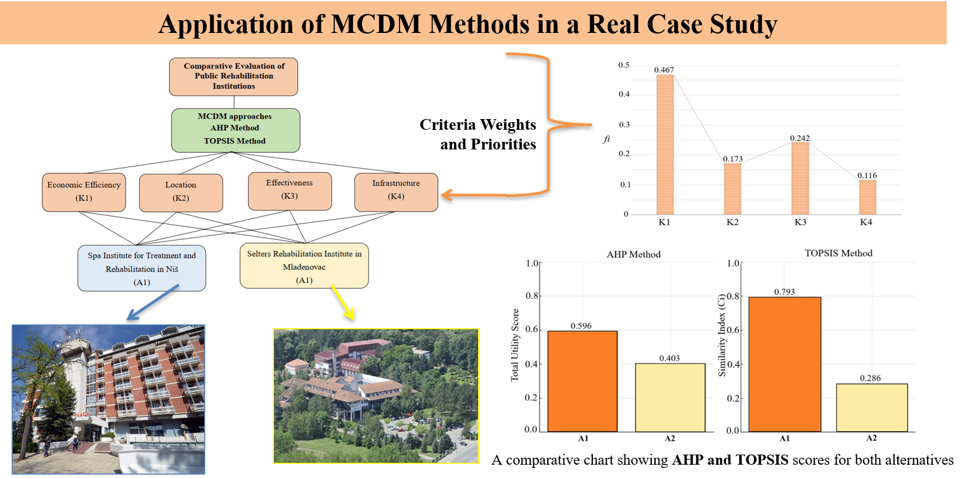 Application of MCDM Methods in a Real Case Study
Comparative Evaluation of
Public Rehabilitation
Institutions
MCDM approaches
AHP Method
TOPSIS Method
Economic Efficiency
(K1)
Location
(K2)
Effectiveness
(K3)
Infrastructure
(K4)
Spa Institute for Treatment and
Rehabilitation in Niš
(A1)
Selters Rehabilitation Institute in
Mladenovac
(A1)
Criteria Weights
and Priorities
fi
0.5
0.4
0.3
0.2
0.1
0
0.467
0.173
0.242
0.116
K1 K2 K3 K4
AHP Method
Total Utility Score
1.0
0.8
0.6
0.4
0.2
0.0
0.596
0.403
A1 A2
TOPSIS Method
Similarity Index (Ci)
1.0
0.8
0.6
0.4
0.2
0.0
0.793
0.286
A1 A2
A comparative chart showing AHP and TOPSIS scores for both alternatives